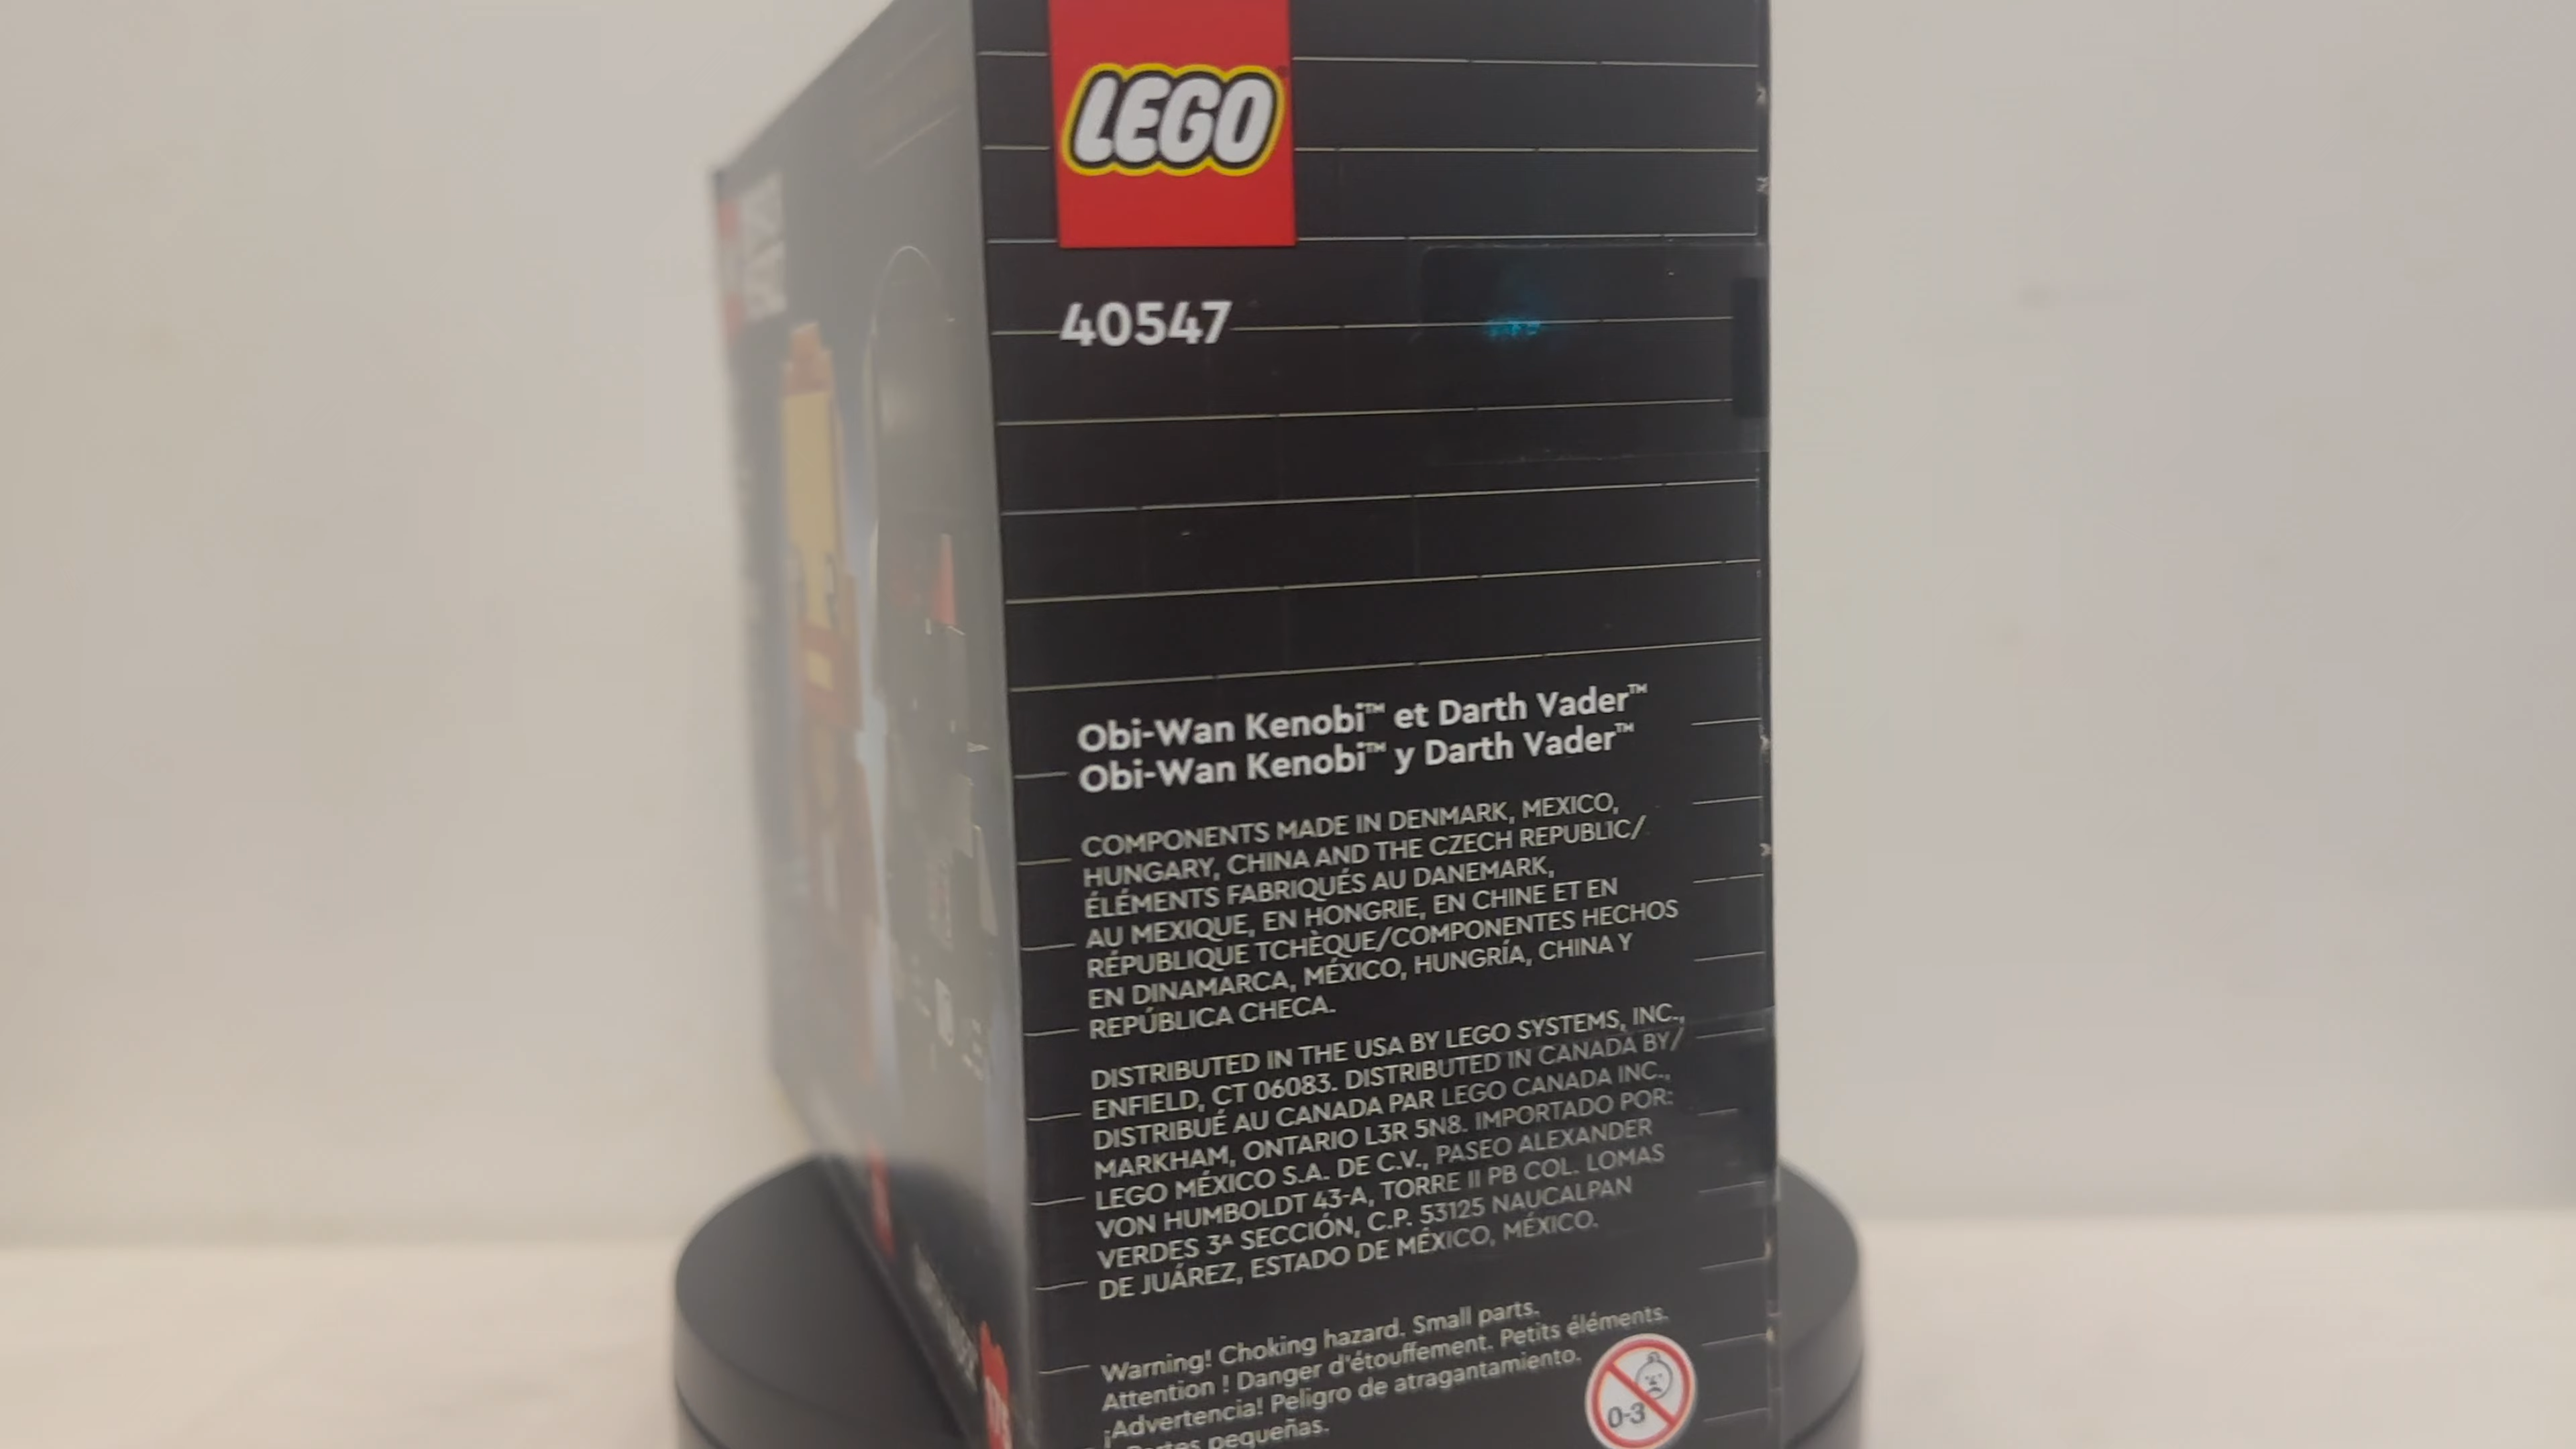 LEGO
40547
Obi-Wan Kenobi™ et Darth Vader™
Obi-Wan Kenobi™ y Darth Vader™
COMPONENTS MADE IN DENMARK, MEXICO,
HUNGARY, CHINA AND THE CZECH REPUBLIC/
ÉLÉMENTS FABRIQUÉS AU DANEMARK,
AU MEXIQUE, EN HONGRIE, EN CHINE ET EN
RÉPUBLIQUE TCHÈQUE/COMPONENTES HECHOS
EN DINAMARCA, MÉXICO, HUNGRÍA, CHINA Y
REPÚBLICA CHECA.
DISTRIBUTED IN THE USA BY LEGO SYSTEMS, INC.,
ENFIELD, CT 06083. DISTRIBUTED IN CANADA BY/
DISTRIBUÉ AU CANADA PAR LEGO CANADA INC.,
MARKHAM, ONTARIO L3R 5N8. IMPORTADO POR:
LEGO MÉXICO S.A. DE C.V., PASEO ALEXANDER
VON HUMBOLDT 43-A, TORRE II PB COL. LOMAS
VERDES 3ᴬ SECCIÓN, C.P. 53125 NAUCALPAN
DE JUÁREZ, ESTADO DE MÉXICO, MÉXICO.
Warning! Choking hazard. Small parts.
Attention ! Danger d'étouffement. Petits éléments.
¡Advertencia! Peligro de atragantamiento.
pequeñas.
0-3